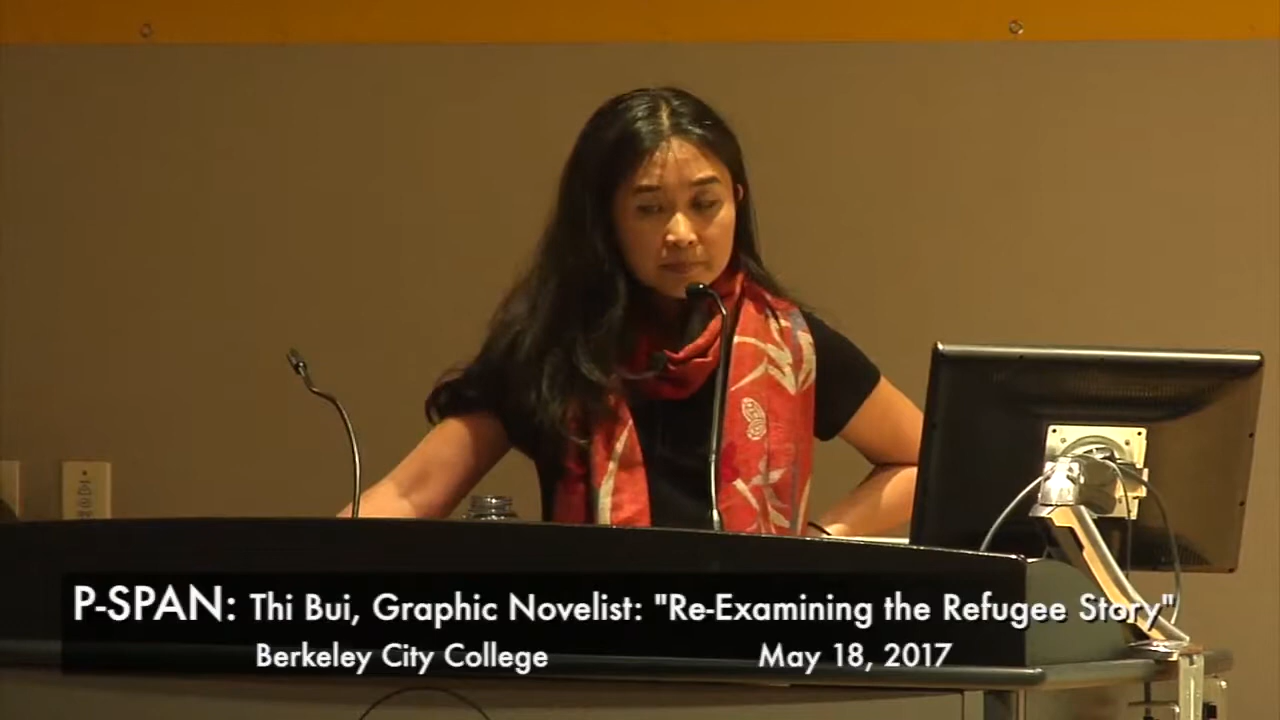 P-SPAN: Thi Bui, Graphic Novelist: "Re-Examining the Refugee Story"
Berkeley City College May 18, 2017